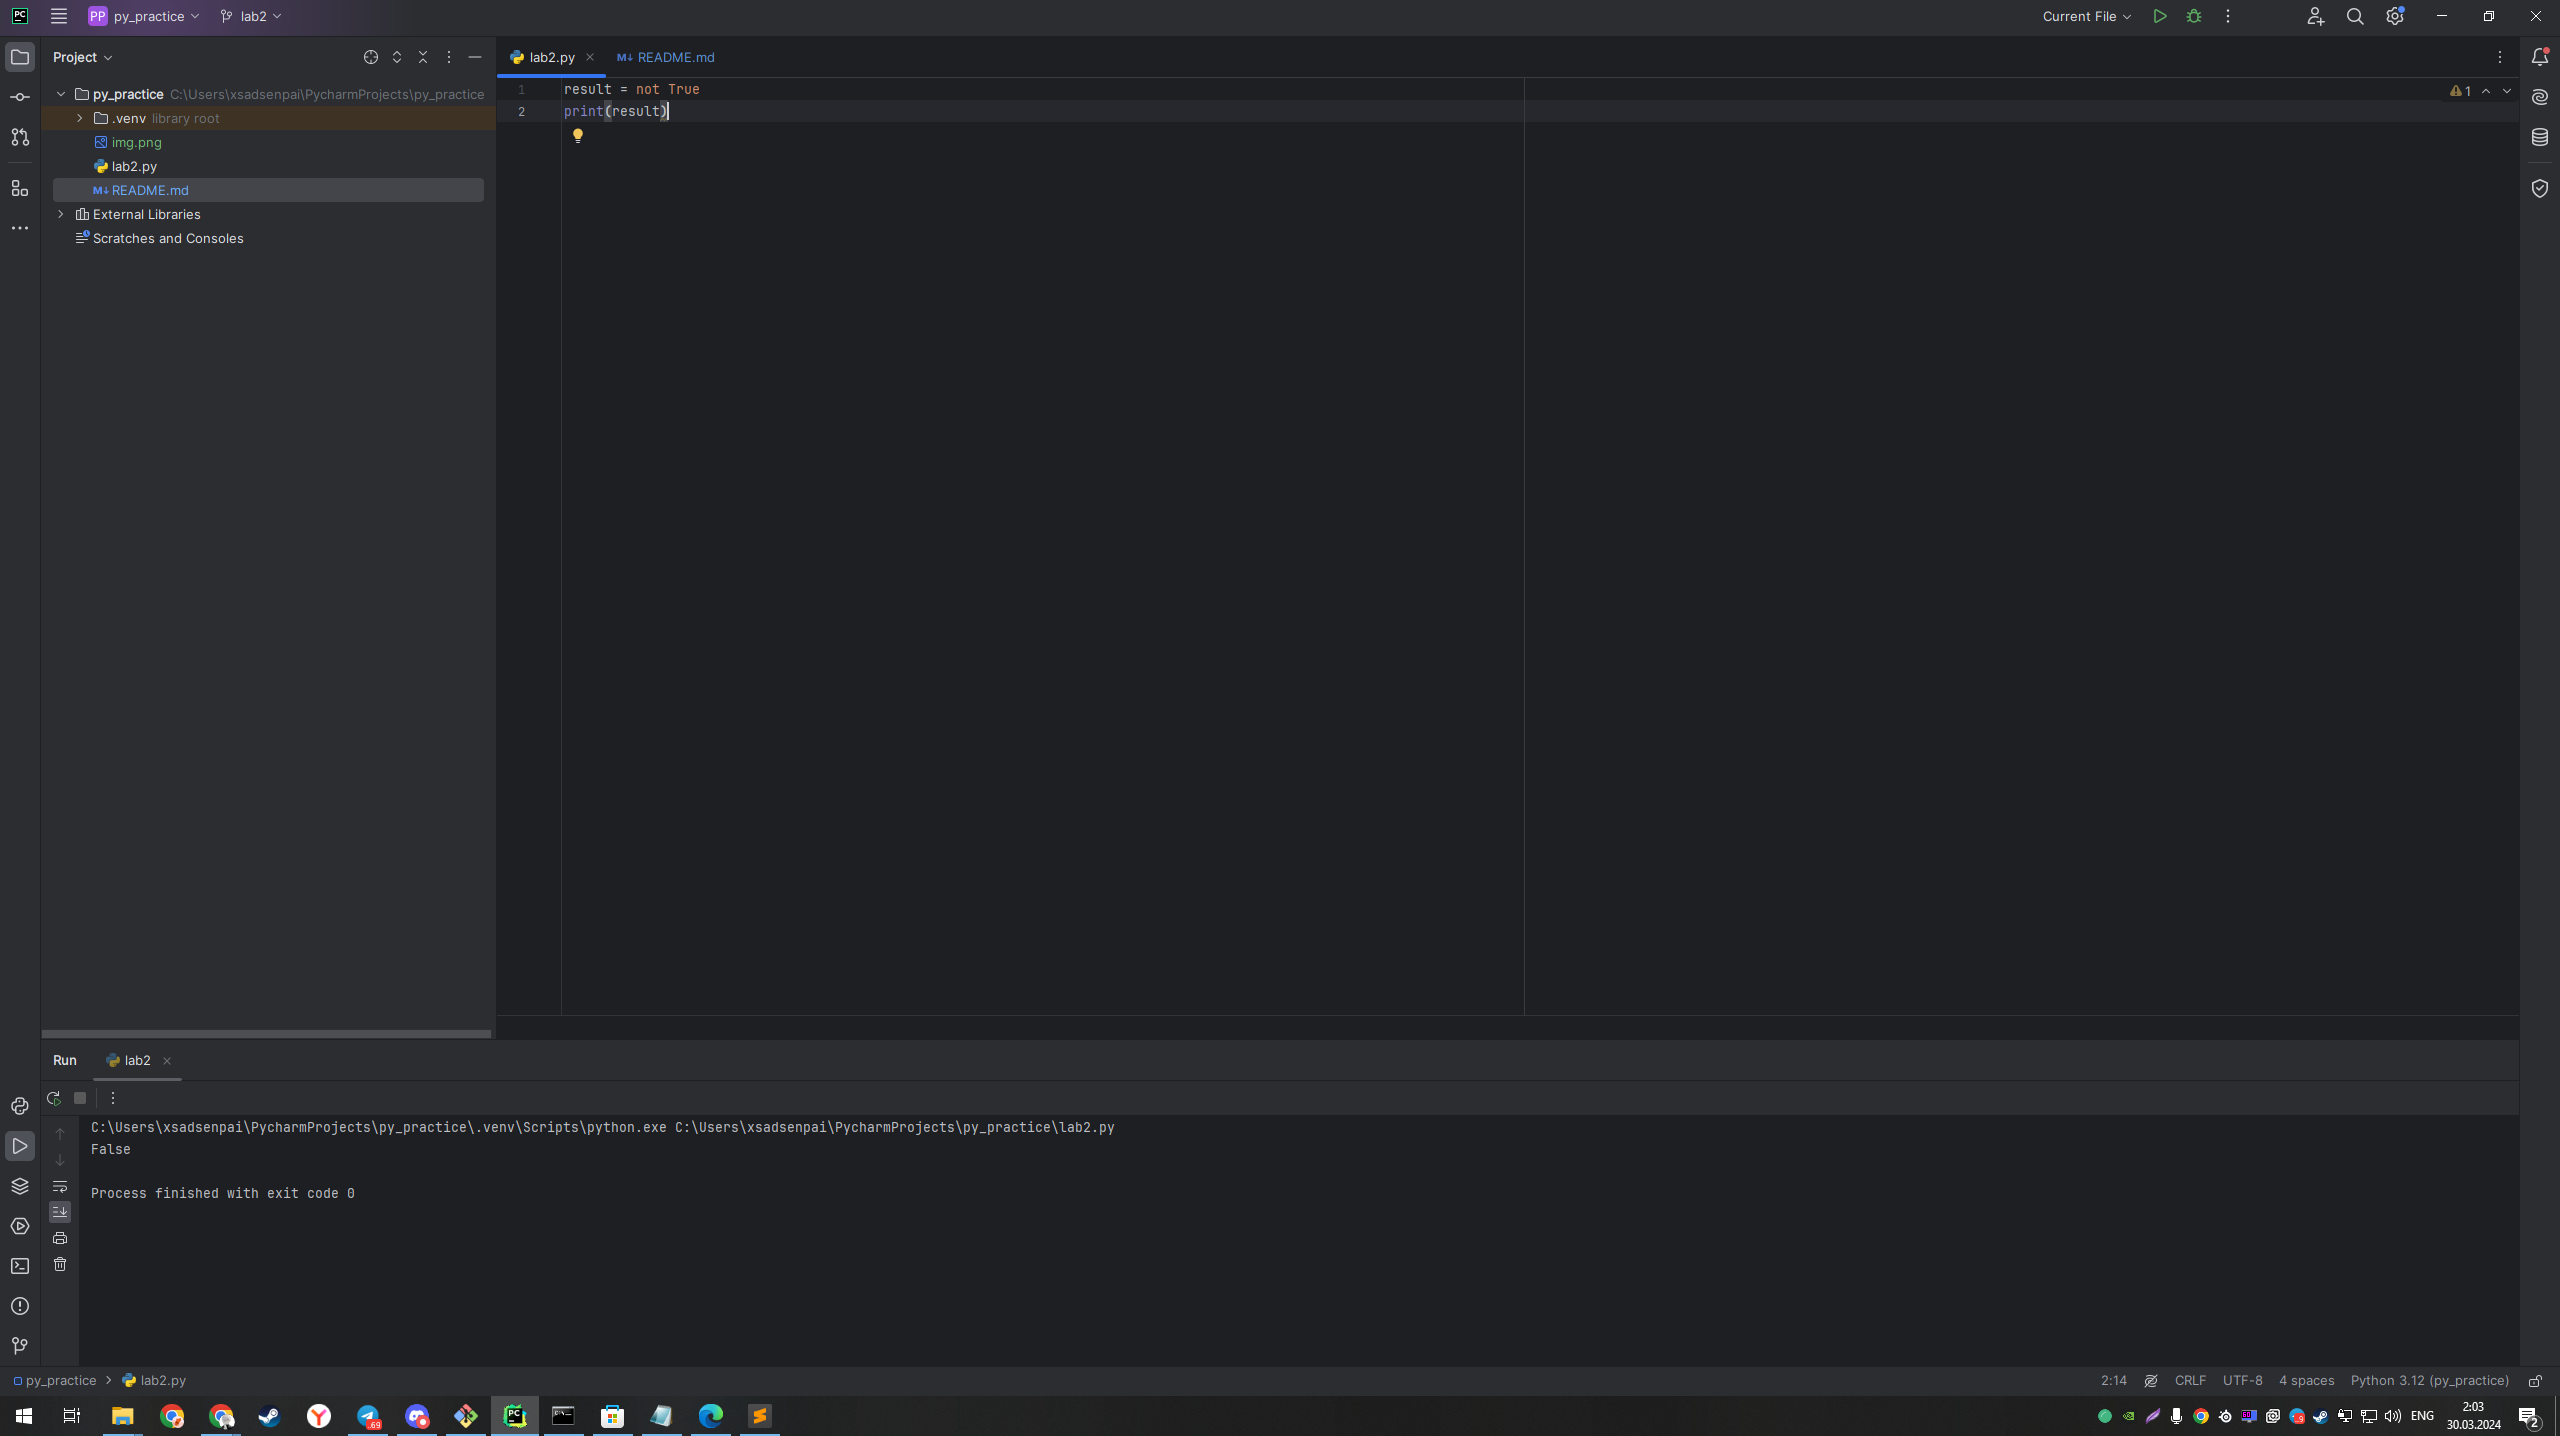 PC PP py_practice lab2 Current File
Project
lab2.py M↓ README.md
1 result = not True
2 print(result)
1
py_practice C:\Users\xsadsenpai\PycharmProjects\py_practice
.venv library root
img.png
lab2.py
M↓ README.md
External Libraries
Scratches and Consoles
Run lab2
C:\Users\xsadsenpai\PycharmProjects\py_practice\.venv\Scripts\python.exe C:\Users\xsadsenpai\PycharmProjects\py_practice\lab2.py
False
Process finished with exit code 0
py_practice > lab2.py 2:14 CRLF UTF-8 4 spaces Python 3.12 (py_practice)
69 PC ENG 2:03
30.03.2024
2